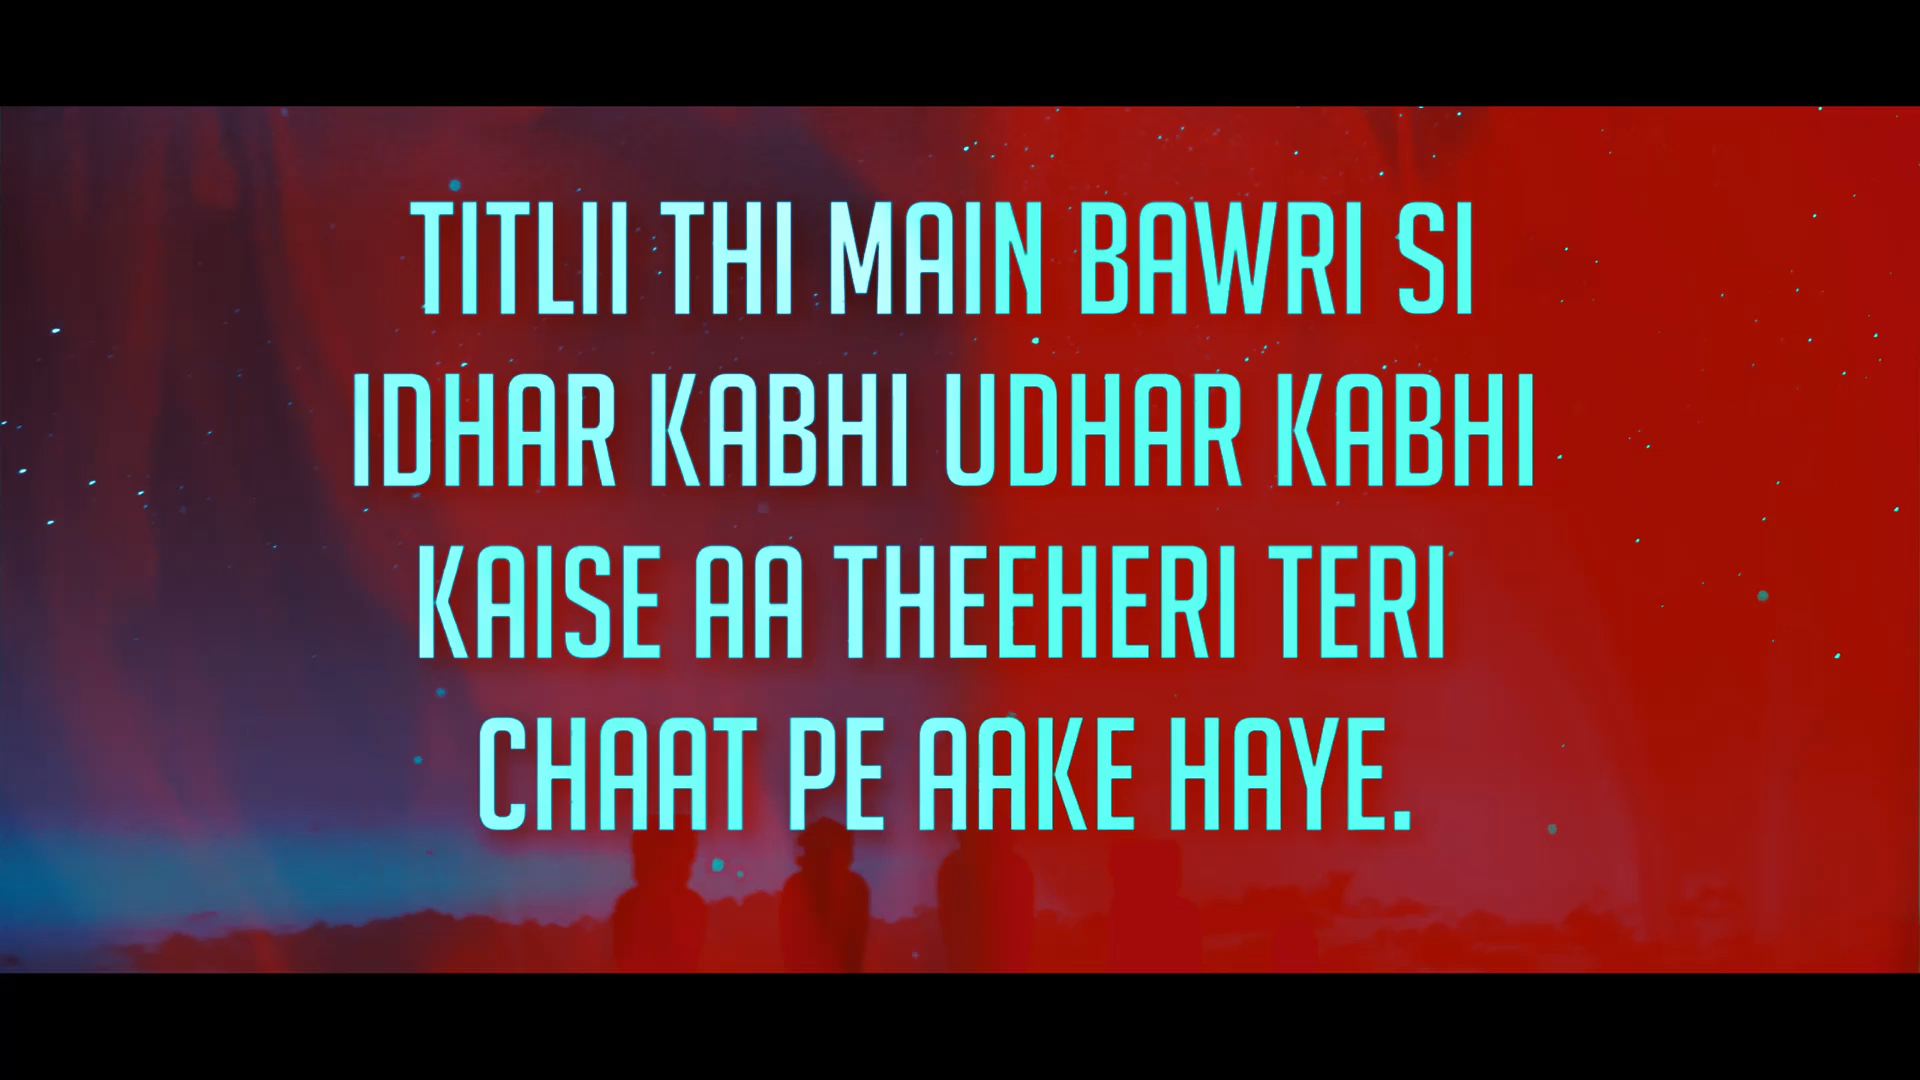 TITLII THI MAIN BAWRI SI
IDHAR KABHI UDHAR KABHI
KAISE AA THEEHERI TERI
CHAAT PE AAKE HAYE.